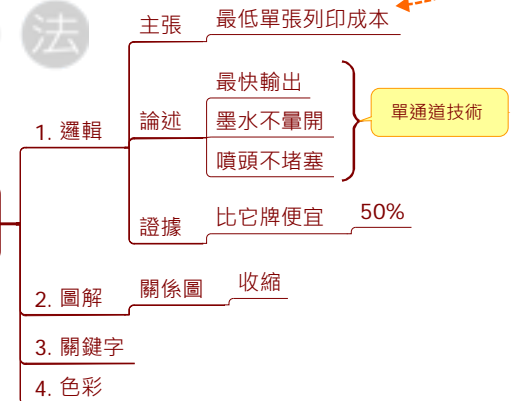 法
主張
最低單張列印成本
最快輸出
論述
墨水不暈開
噴頭不堵塞
單通道技術
1. 邏輯
證據
比它牌便宜
50%
2. 圖解
關係圖
收縮
3. 關鍵字
4. 色彩